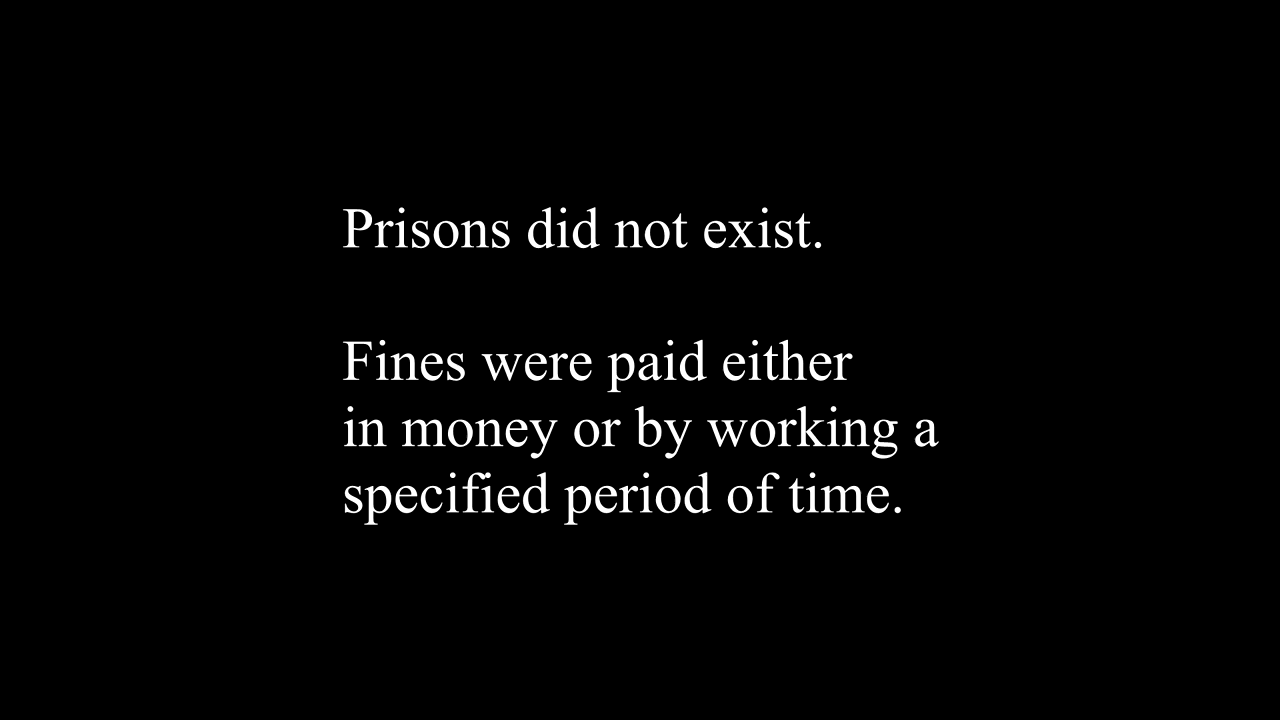 Prisons did not exist.
Fines were paid either
in money or by working a
specified period of time.